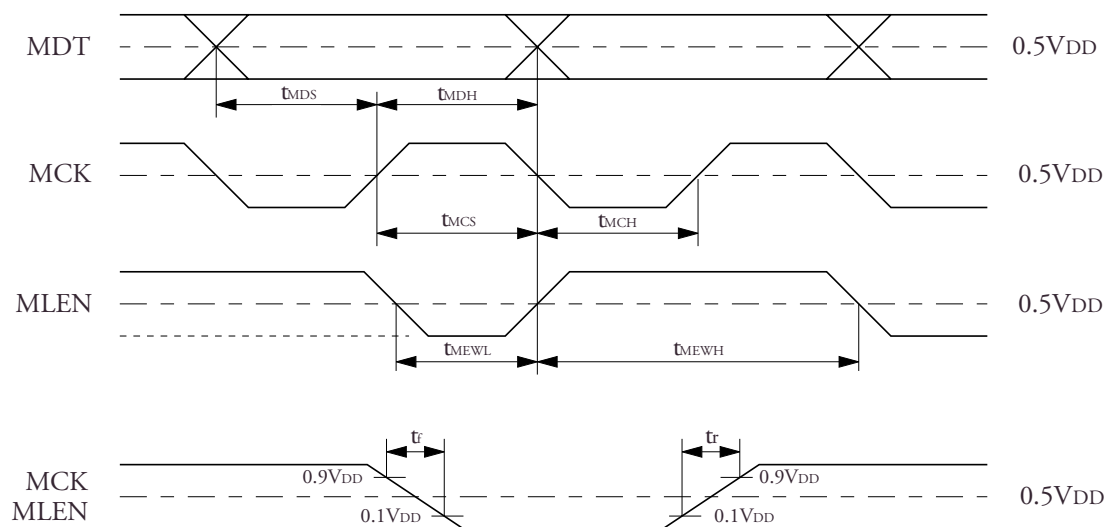 MDT
0.5VDD
tMDS
tMDH
MCK
0.5VDD
tMCS
tMCH
MLEN
0.5VDD
tMEWL
tMEWH
tf
tr
MCK
MLEN
0.9VDD
0.9VDD
0.5VDD
0.1VDD
0.1VDD